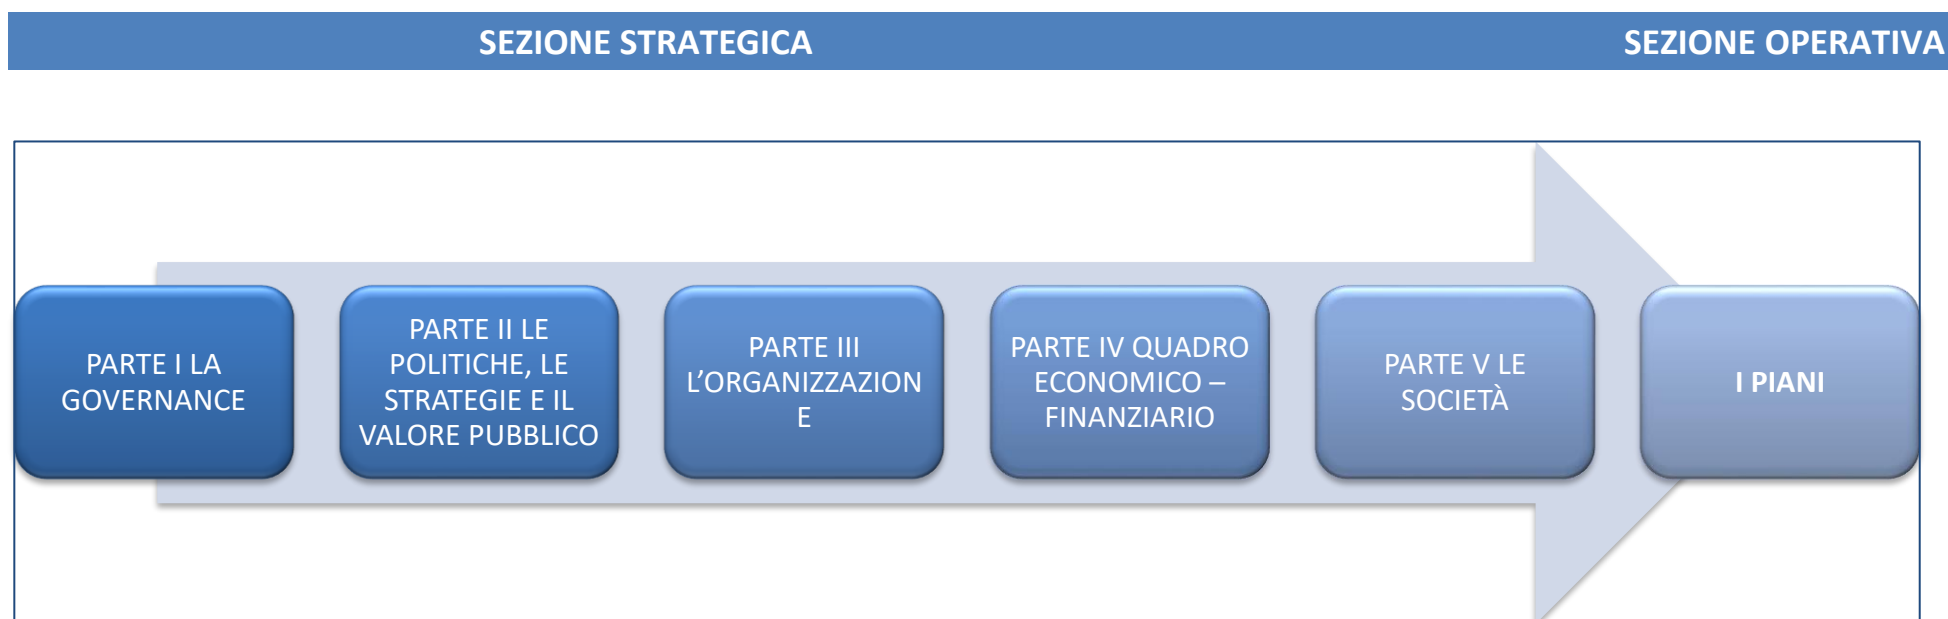 SEZIONE STRATEGICA
SEZIONE OPERATIVA
PARTE I LA
GOVERNANCE
PARTE II LE
POLITICHE, LE
STRATEGIE E IL
VALORE PUBBLICO
PARTE III
L’ORGANIZZAZION
E
PARTE IV QUADRO
ECONOMICO –
FINANZIARIO
PARTE V LE
SOCIETÀ
I PIANI